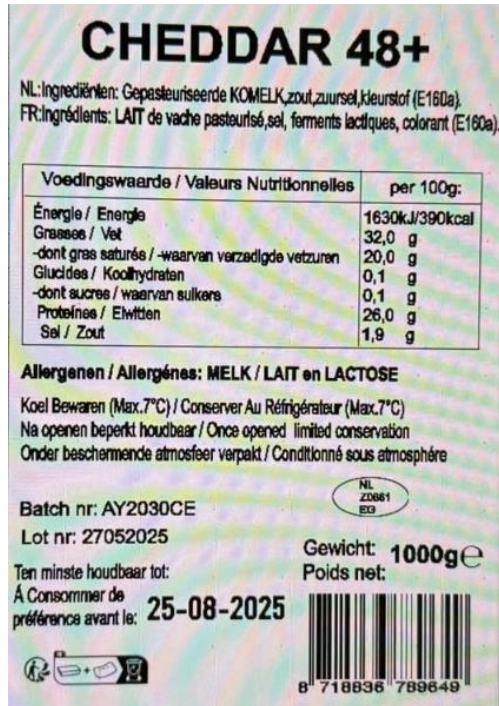 CHEDDAR 48+
NL:Ingrediënten: Gepasteuriseerde KOMELK,zout,zuursel,kleurstof (E160a).
FR:Ingrédients: LAIT de vache pasteurisé,sel, ferments lactiques, colorant (E160a).
Voedingswaarde / Valeurs Nutritionnelles per 100g:
Énergie / Energie 1630kJ/390kcal
Grasses / Vet 32,0 g
-dont gras saturés / -waarvan verzedigde vetzuren 20,0 g
Glucides / Koolhydraten 0,1 g
-dont sucres / waarvan suikers 0,1 g
Proteïnes / Eiwitten 26,0 g
Sel / Zout 1,9 g
Allergenen / Allergénes: MELK / LAIT en LACTOSE
Koel Bewaren (Max.7°C) / Conserver Au Réfrigérateur (Max.7°C)
Na openen beperkt houdbaar / Once opened limited conservation
Onder beschermende atmosfeer verpakt / Conditionné sous atmosphére
NL
Z0661
EG
Batch nr: AY2030CE
Lot nr: 27052025
Gewicht: 1000g℮
Poids net:
Ten minste houdbaar tot:
Á Consommer de
préférence avant le: 25-08-2025
8 718836 789649